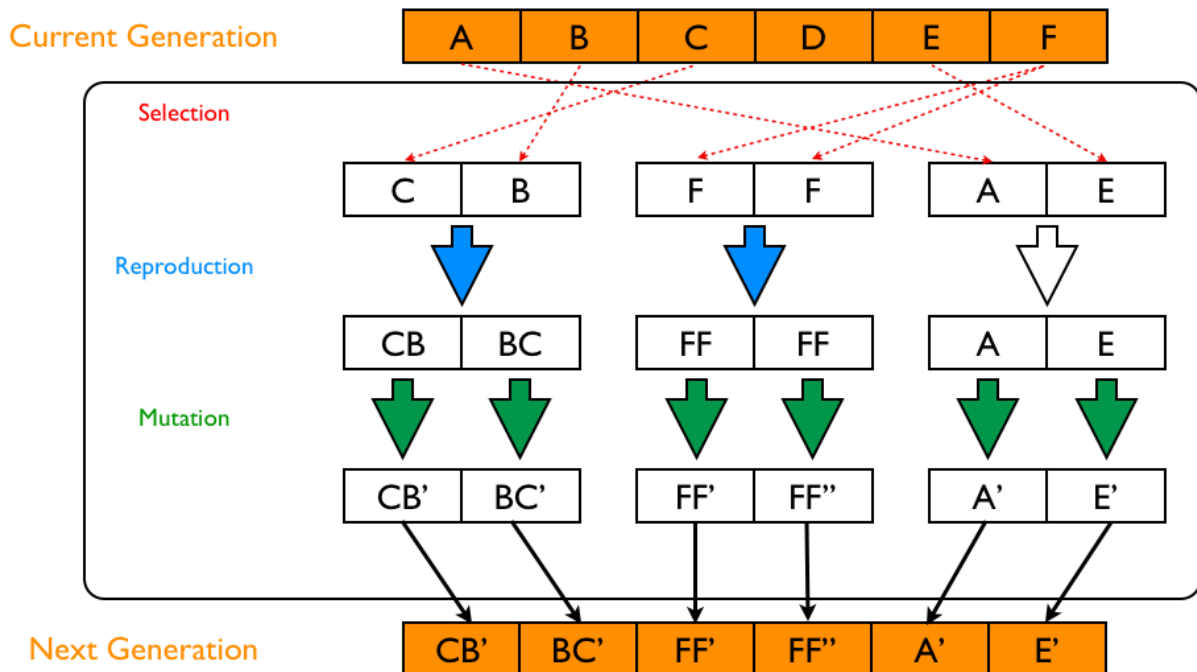 Current Generation A B C D E F
Selection
C B F F A E
Reproduction
CB BC FF FF A E
Mutation
CB’ BC’ FF’ FF” A’ E’
Next Generation CB’ BC’ FF’ FF” A’ E’